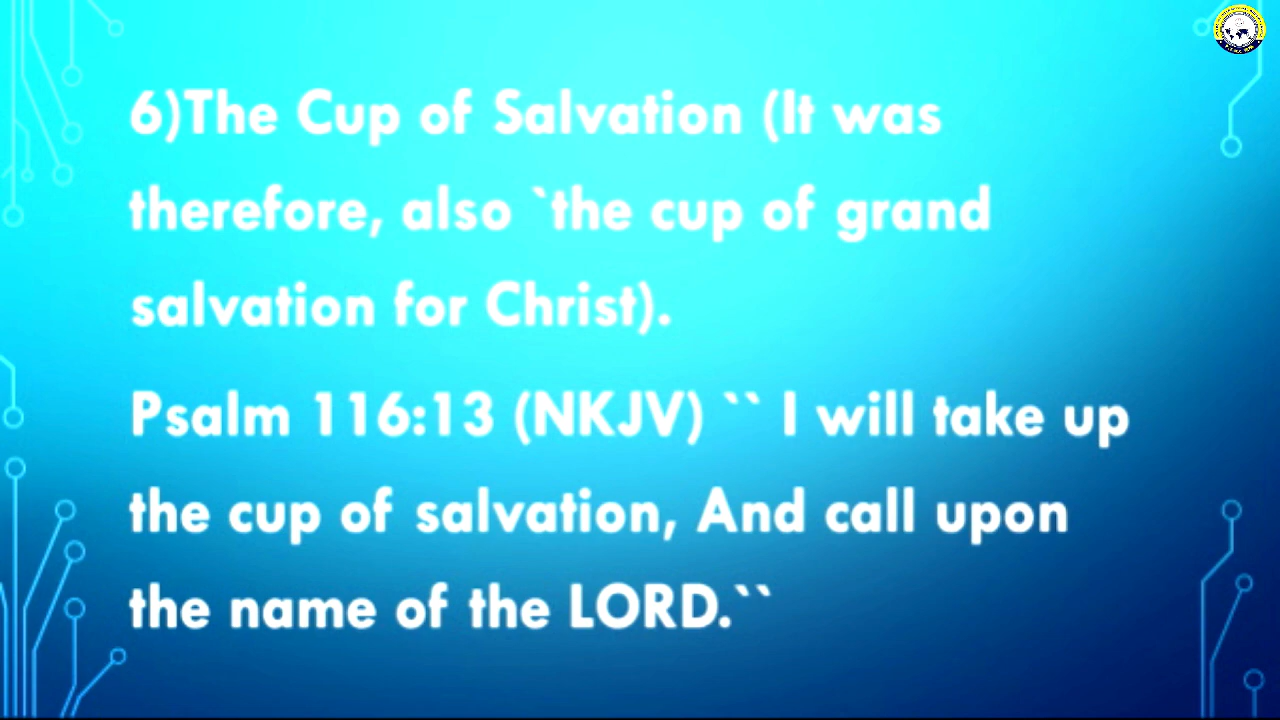 6)The Cup of Salvation (It was
therefore, also `the cup of grand
salvation for Christ).
Psalm 116:13 (NKJV) `` I will take up
the cup of salvation, And call upon
the name of the LORD.``